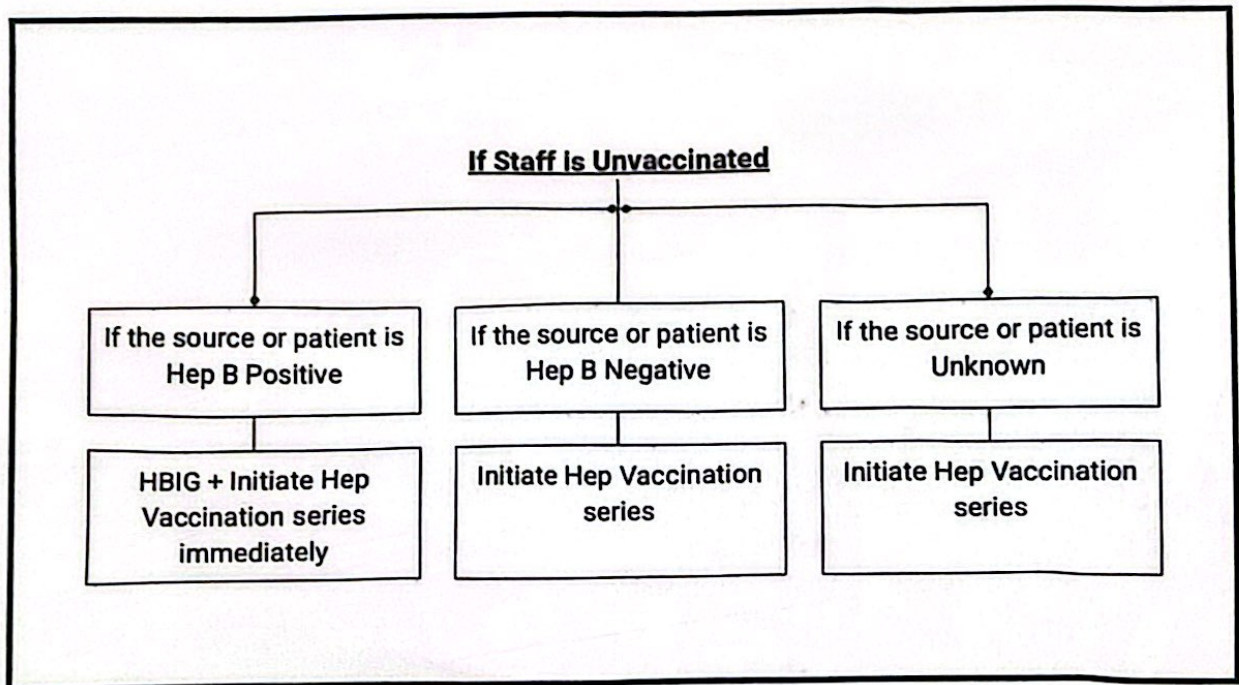 If Staff is Unvaccinated
If the source or patient is
Hep B Positive
If the source or patient is
Hep B Negative
If the source or patient is
Unknown
HBIG + Initiate Hep
Vaccination series
immediately
Initiate Hep Vaccination
series
Initiate Hep Vaccination
series